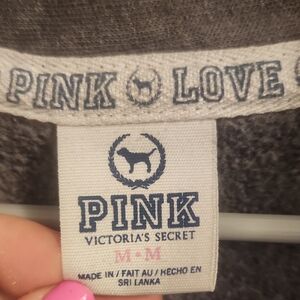 PINK LOVE
PINK
VICTORIA'S SECRET
M • M
MADE IN / FAIT AU / HECHO EN
SRI LANKA